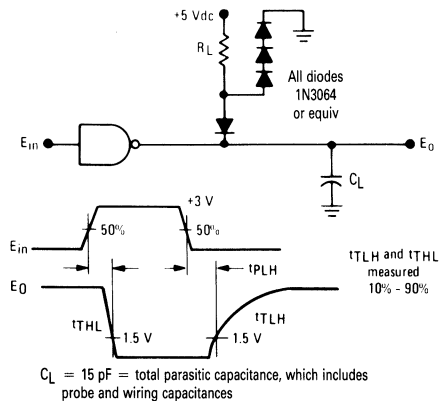 +5 Vdc
RL
All diodes
1N3064
or equiv
Ein
Eo
CL
+3 V
50%
50%
Ein
tPLH
tTLH and tTHL
measured
10% - 90%
EO
tTHL
tTLH
1.5 V
1.5 V
CL = 15 pF = total parasitic capacitance, which includes
probe and wiring capacitances